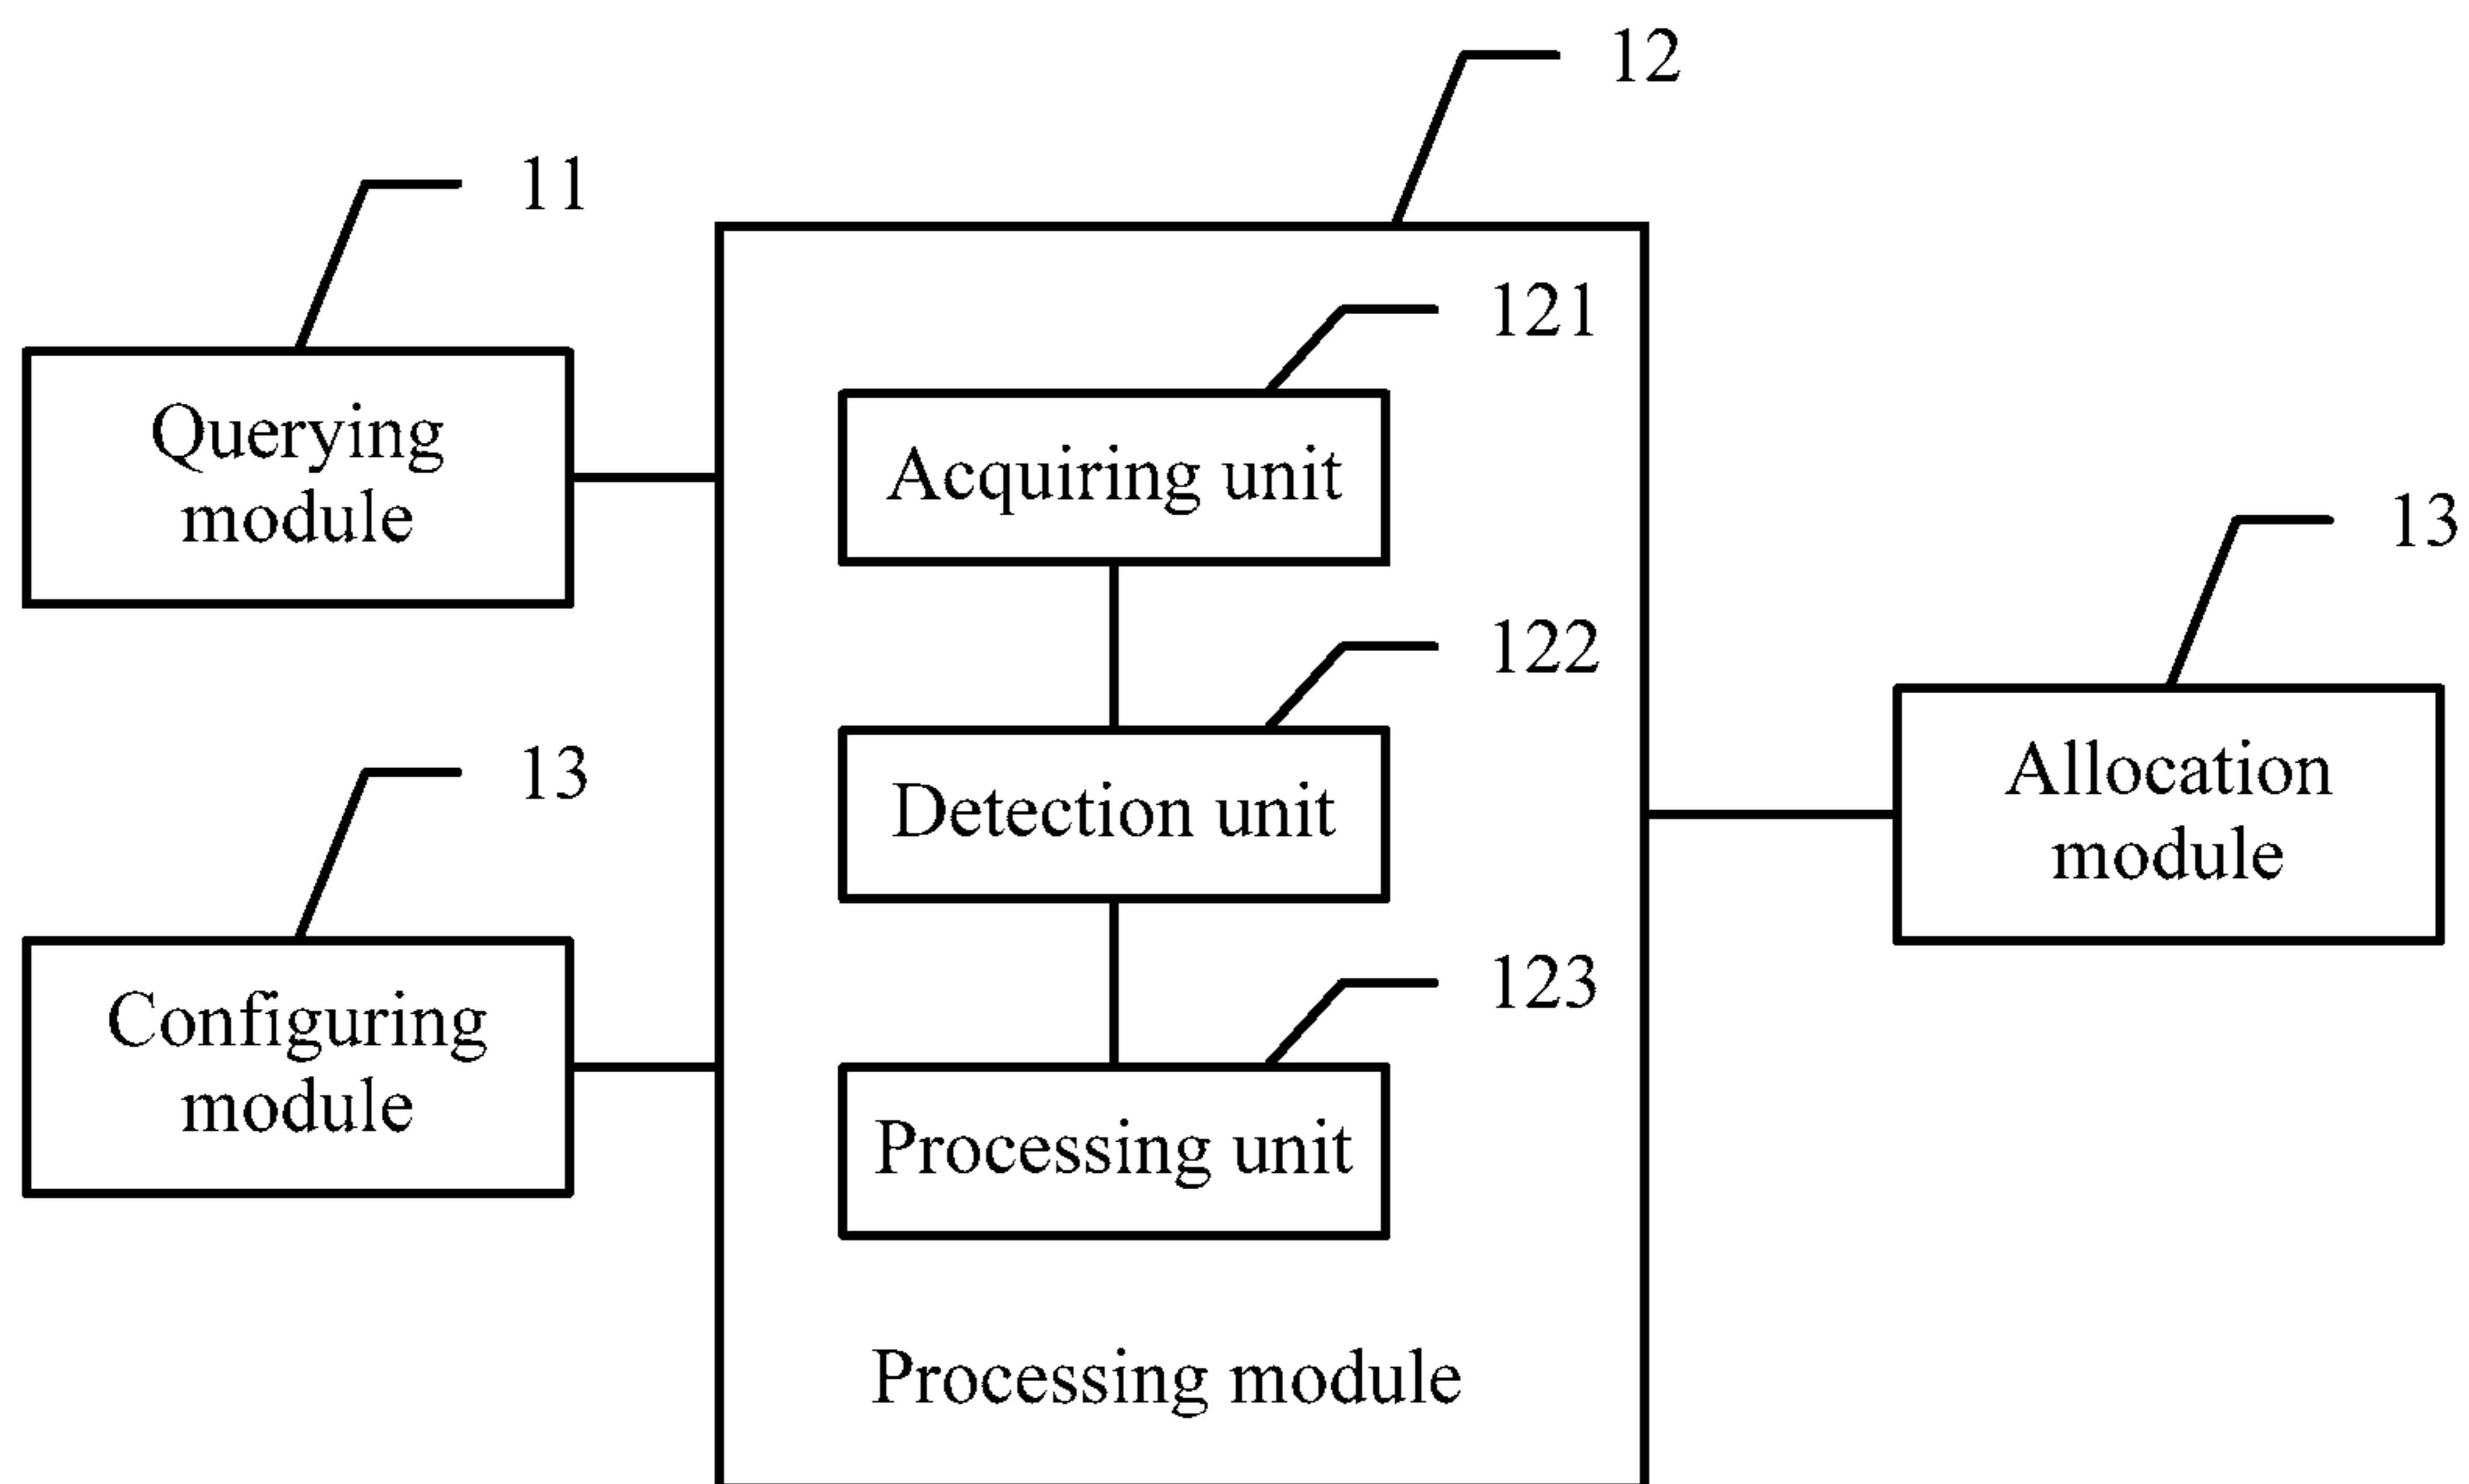 12
11
121
Querying
module
Acquiring unit
13
122
13
Allocation
module
Detection unit
Configuring
module
123
Processing unit
Processing module